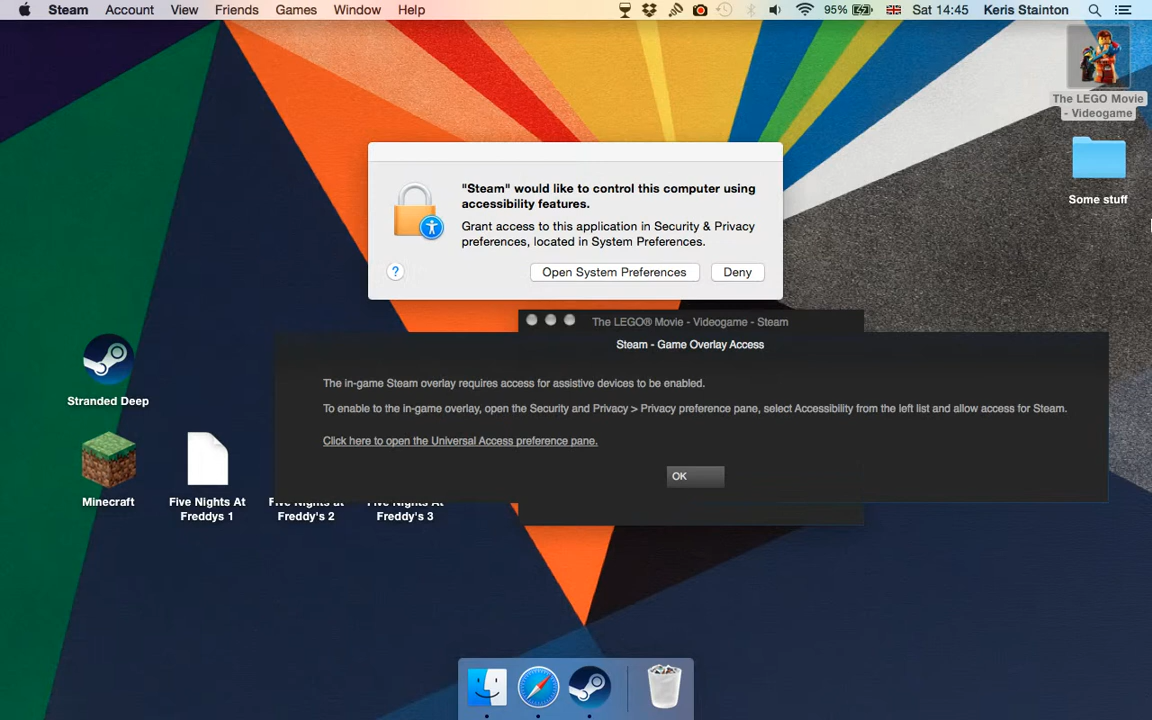 Steam Account View Friends Games Window Help 95% Sat 14:45 Keris Stainton
The LEGO Movie
- Videogame
Some stuff
"Steam" would like to control this computer using
accessibility features.
Grant access to this application in Security & Privacy
preferences, located in System Preferences.
? Open System Preferences Deny
The LEGO® Movie - Videogame - Steam
Steam - Game Overlay Access
The in-game Steam overlay requires access for assistive devices to be enabled.
To enable to the in-game overlay, open the Security and Privacy > Privacy preference pane, select Accessibility from the left list and allow access for Steam.
Click here to open the Universal Access preference pane.
OK
Stranded Deep
Minecraft
Five Nights At
Freddys 1
Five Nights at
Freddy's 2
Five Nights At
Freddy's 3